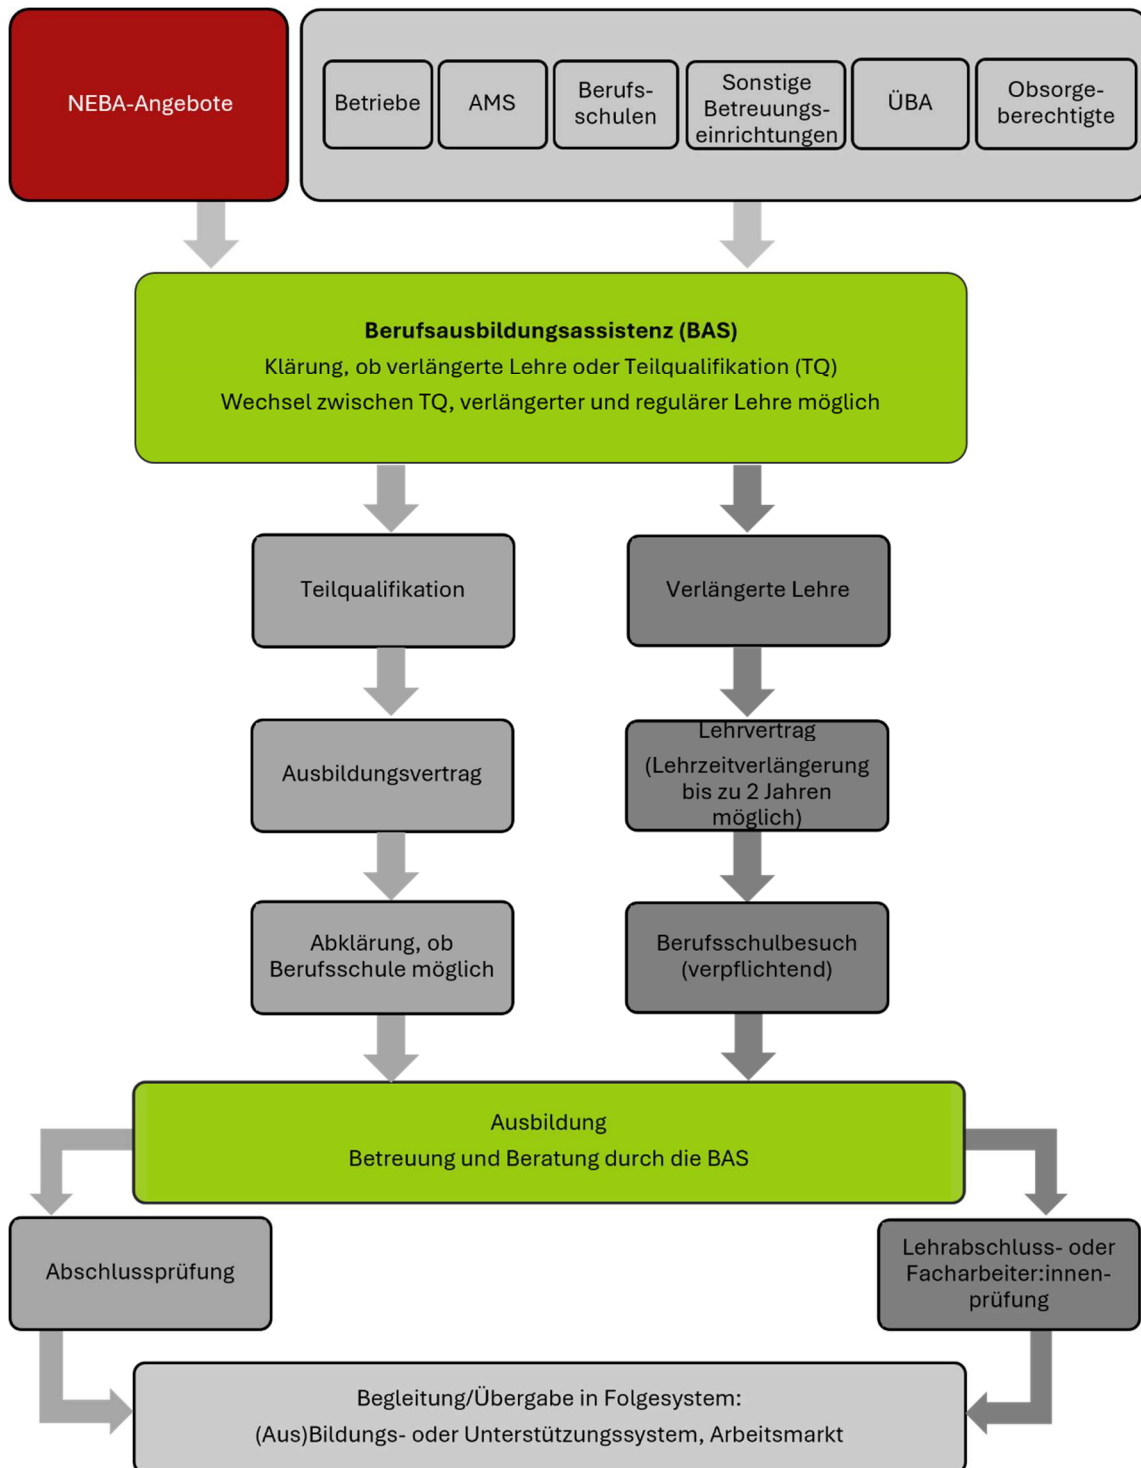 NEBA-Angebote
Betriebe
AMS
Berufs-
schulen
Sonstige
Betreuungs-
einrichtungen
ÜBA
Obsorge-
berechtigte
Berufsausbildungsassistenz (BAS)
Klärung, ob verlängerte Lehre oder Teilqualifikation (TQ)
Wechsel zwischen TQ, verlängerter und regulärer Lehre möglich
Teilqualifikation
Verlängerte Lehre
Ausbildungsvertrag
Lehrvertrag
(Lehrzeitverlängerung
bis zu 2 Jahren
möglich)
Abklärung, ob
Berufsschule möglich
Berufsschulbesuch
(verpflichtend)
Ausbildung
Betreuung und Beratung durch die BAS
Abschlussprüfung
Lehrabschluss- oder
Facharbeiter:innen-
prüfung
Begleitung/Übergabe in Folgesystem:
(Aus)Bildungs- oder Unterstützungssystem, Arbeitsmarkt